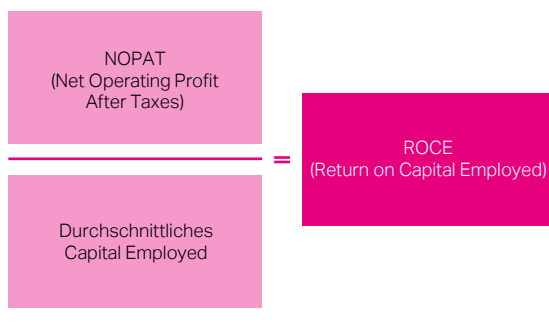 NOPAT
(Net Operating Profit
After Taxes)
=
ROCE
(Return on Capital Employed)
Durchschnittliches
Capital Employed